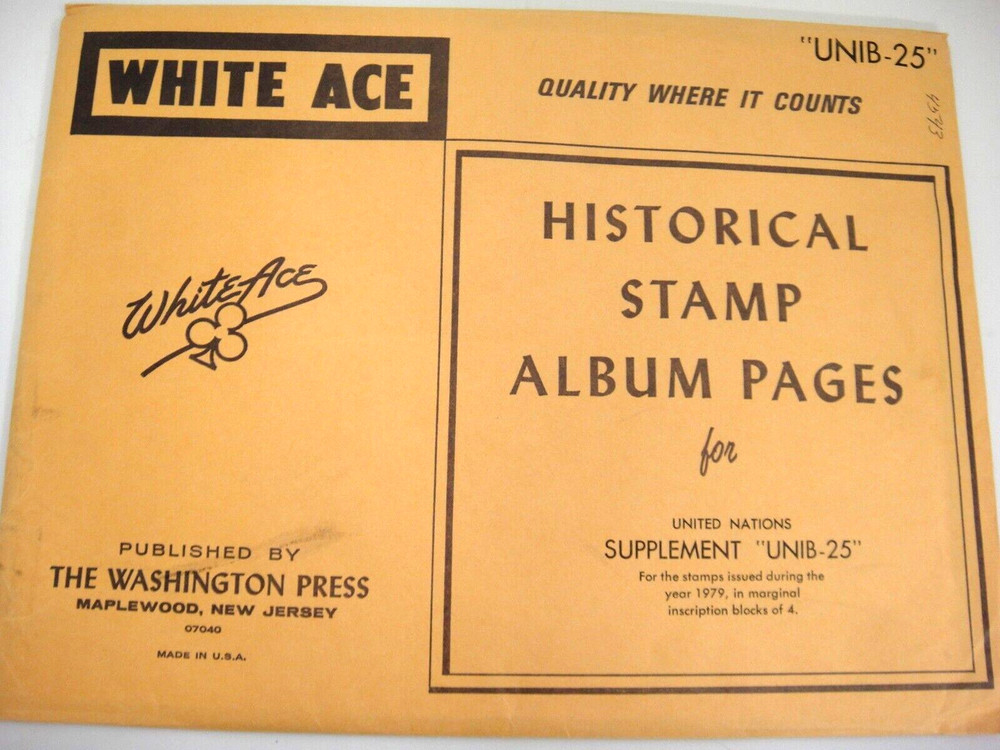 WHITE ACE
"UNIB-25"
QUALITY WHERE IT COUNTS
White Ace
HISTORICAL
STAMP
ALBUM PAGES
for
UNITED NATIONS
SUPPLEMENT "UNIB-25"
For the stamps issued during the
year 1979, in marginal
inscription blocks of 4.
PUBLISHED BY
THE WASHINGTON PRESS
MAPLEWOOD, NEW JERSEY
07040
MADE IN U.S.A.